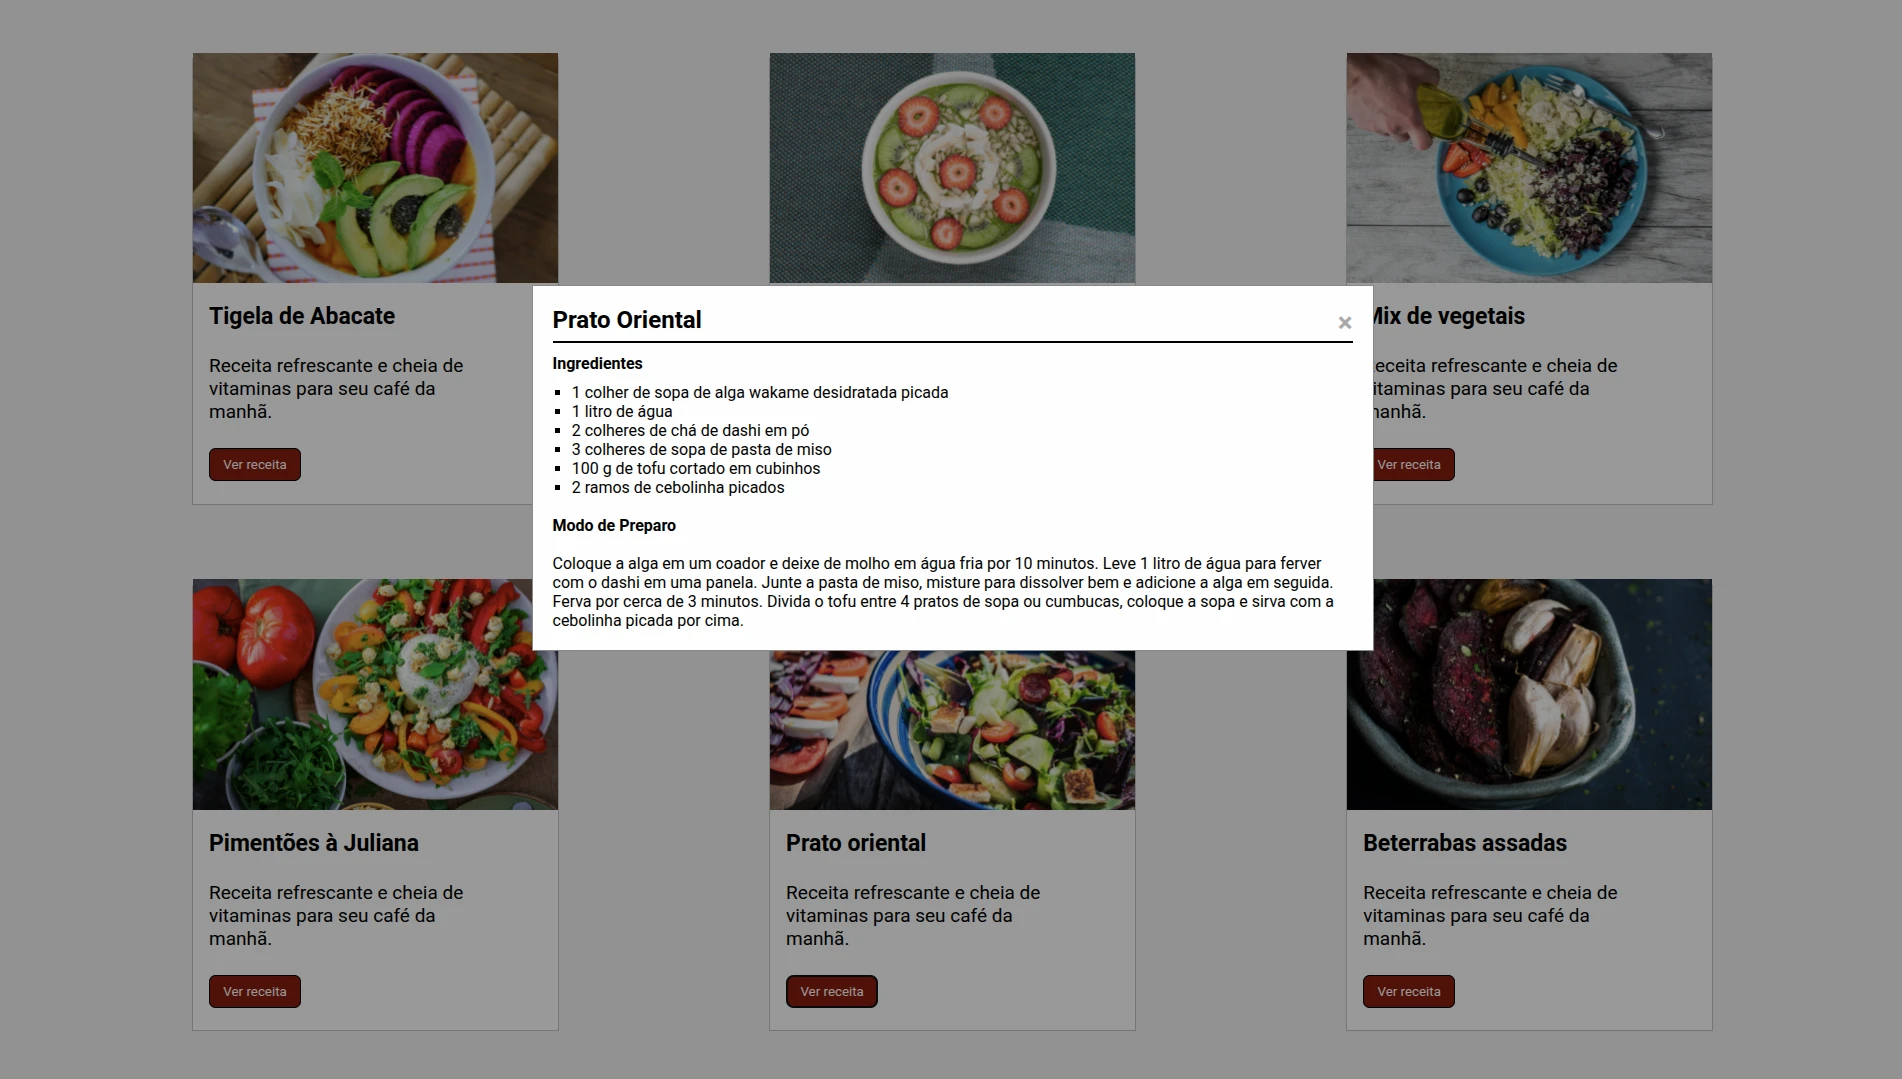 Tigela de Abacate
Receita refrescante e cheia de
vitaminas para seu café da
manhã.
Ver receita
Prato Oriental
×
Ingredientes
1 colher de sopa de alga wakame desidratada picada
1 litro de água
2 colheres de chá de dashi em pó
3 colheres de sopa de pasta de miso
100 g de tofu cortado em cubinhos
2 ramos de cebolinha picados
Modo de Preparo
Coloque a alga em um coador e deixe de molho em água fria por 10 minutos. Leve 1 litro de água para ferver
com o dashi em uma panela. Junte a pasta de miso, misture para dissolver bem e adicione a alga em seguida.
Ferva por cerca de 3 minutos. Divida o tofu entre 4 pratos de sopa ou cumbucas, coloque a sopa e sirva com a
cebolinha picada por cima.
Mix de vegetais
eceita refrescante e cheia de
itaminas para seu café da
manhã.
Ver receita
Pimentões à Juliana
Receita refrescante e cheia de
vitaminas para seu café da
manhã.
Ver receita
Prato oriental
Receita refrescante e cheia de
vitaminas para seu café da
manhã.
Ver receita
Beterrabas assadas
Receita refrescante e cheia de
vitaminas para seu café da
manhã.
Ver receita